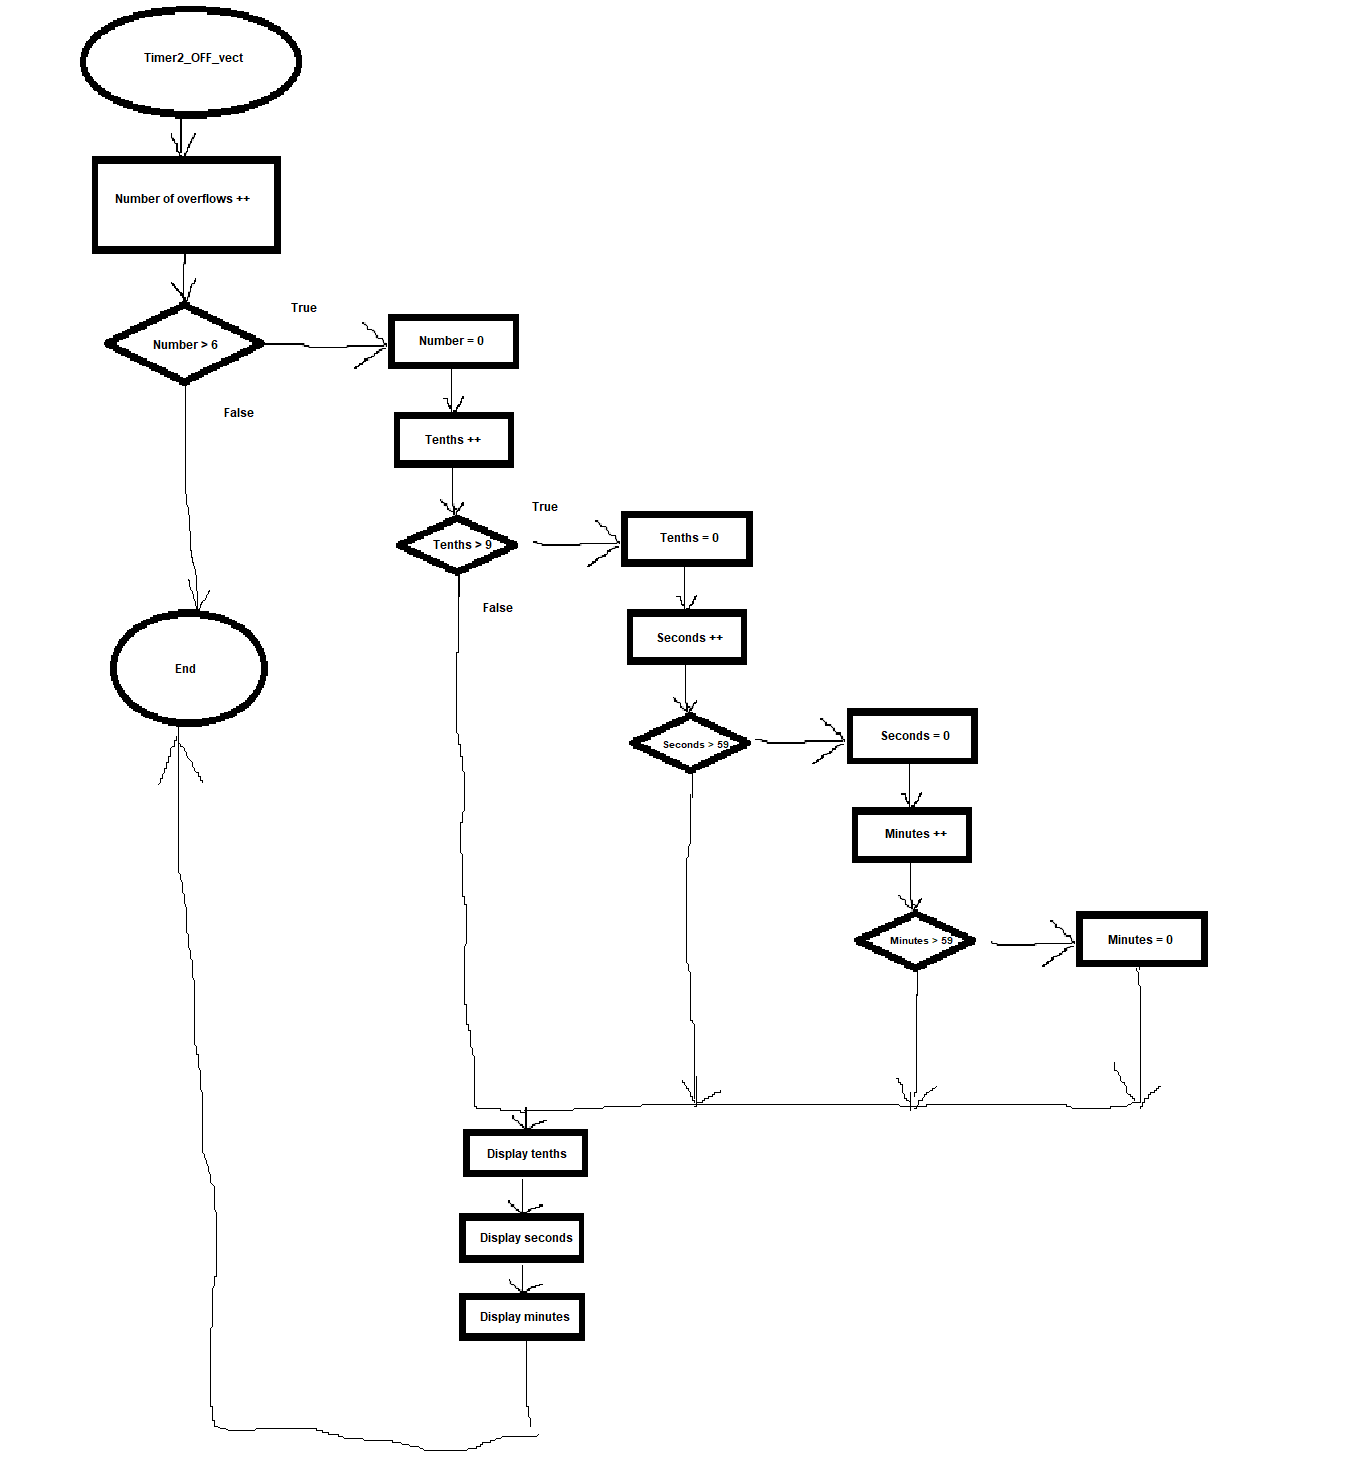 Timer2_OFF_vect
Number of overflows ++
True
Number > 6
Number = 0
False
Tenths ++
True
Tenths > 9
Tenths = 0
False
Seconds ++
End
Seconds > 59
Seconds = 0
Minutes ++
Minutes > 59
Minutes = 0
Display tenths
Display seconds
Display minutes